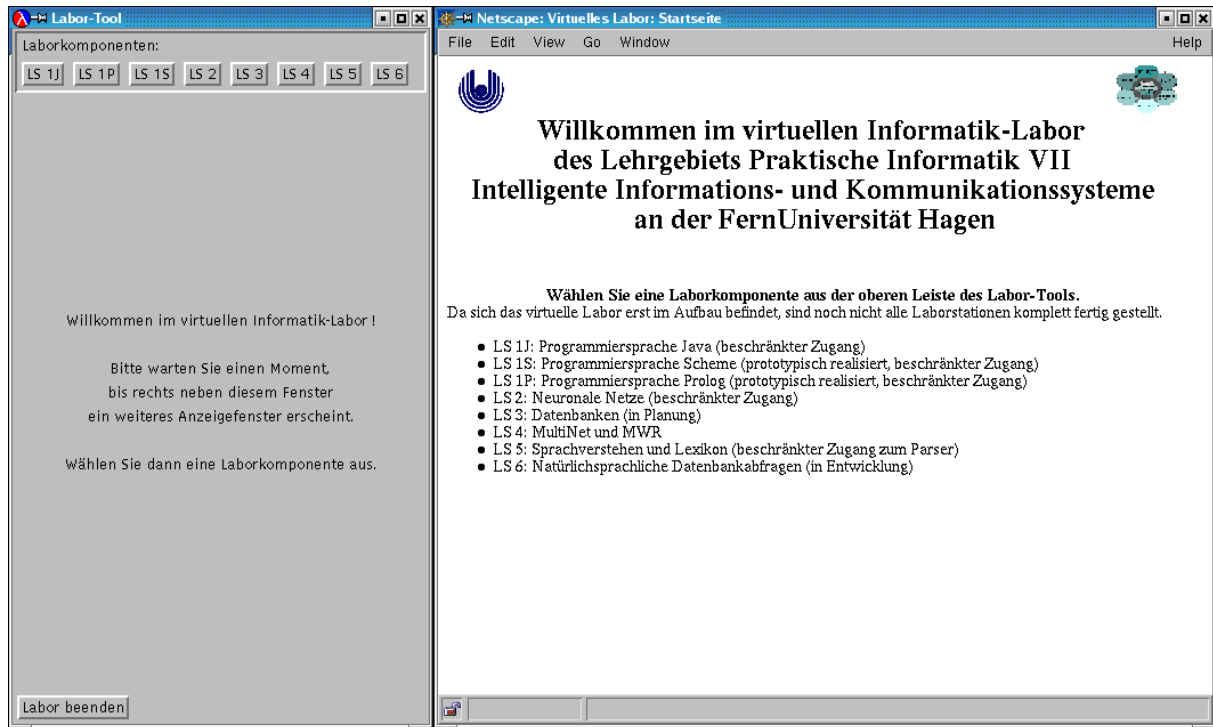 Labor-Tool
Laborkomponenten:
LS 1J LS 1P LS 1S LS 2 LS 3 LS 4 LS 5 LS 6
Willkommen im virtuellen Informatik-Labor !
Bitte warten Sie einen Moment,
bis rechts neben diesem Fenster
ein weiteres Anzeigefenster erscheint.
Wählen Sie dann eine Laborkomponente aus.
Labor beenden
Netscape: Virtuelles Labor: Startseite
File Edit View Go Window Help
Willkommen im virtuellen Informatik-Labor
des Lehrgebiets Praktische Informatik VII
Intelligente Informations- und Kommunikationssysteme
an der FernUniversität Hagen
Wählen Sie eine Laborkomponente aus der oberen Leiste des Labor-Tools.
Da sich das virtuelle Labor erst im Aufbau befindet, sind noch nicht alle Laborstationen komplett fertig gestellt.
LS 1J: Programmiersprache Java (beschränkter Zugang)
LS 1S: Programmiersprache Scheme (prototypisch realisiert, beschränkter Zugang)
LS 1P: Programmiersprache Prolog (prototypisch realisiert, beschränkter Zugang)
LS 2: Neuronale Netze (beschränkter Zugang)
LS 3: Datenbanken (in Planung)
LS 4: MultiNet und MWR
LS 5: Sprachverstehen und Lexikon (beschränkter Zugang zum Parser)
LS 6: Natürlichsprachliche Datenbankabfragen (in Entwicklung)